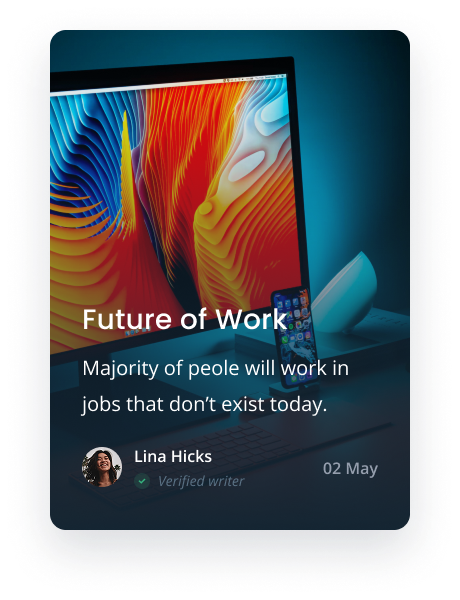 Future of Work
Majority of peole will work in
jobs that don’t exist today.
Lina Hicks
Verified writer
02 May